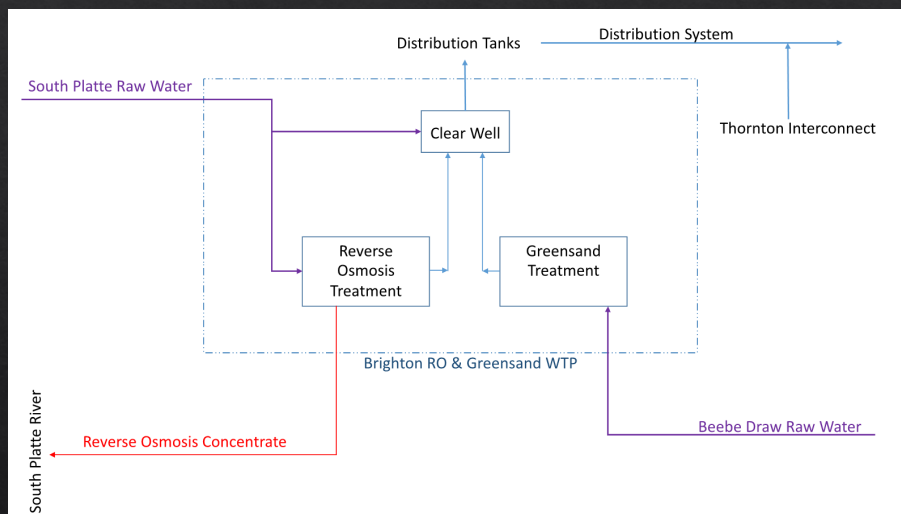 Distribution Tanks
Distribution System
South Platte Raw Water
Clear Well
Thornton Interconnect
Reverse
Osmosis
Treatment
Greensand
Treatment
Brighton RO & Greensand WTP
South Platte River
Reverse Osmosis Concentrate
Beebe Draw Raw Water